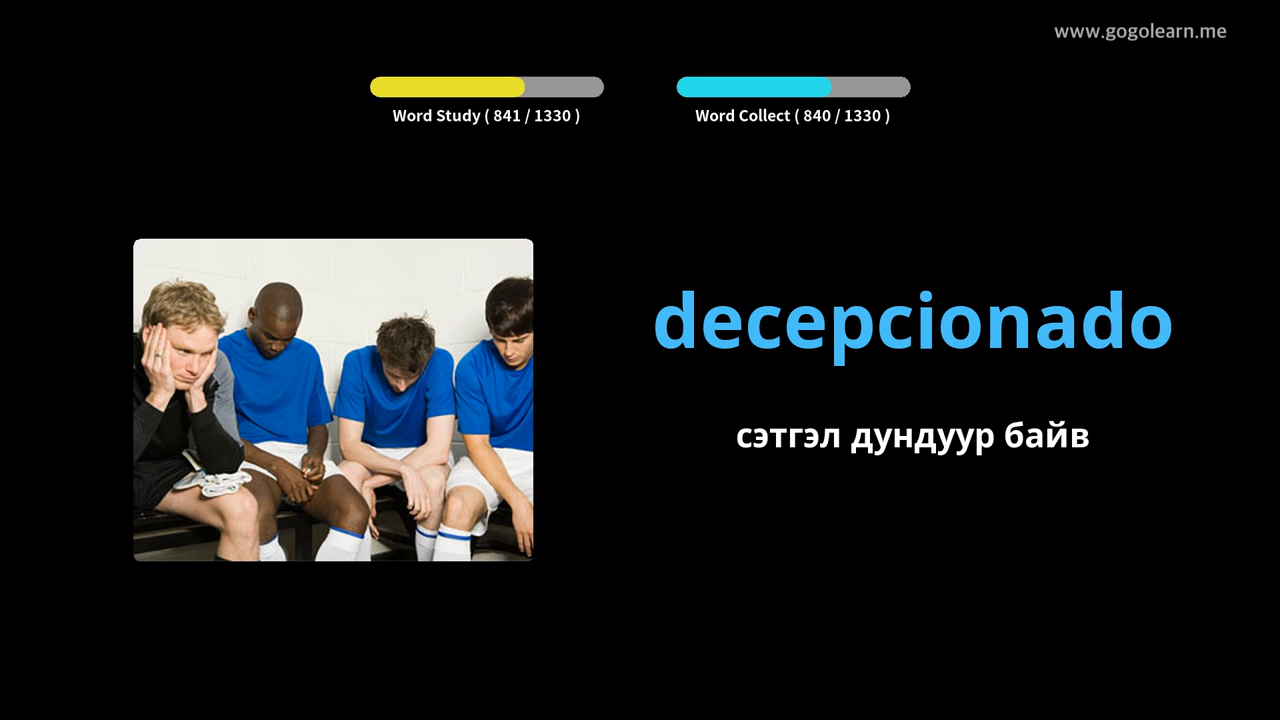 www.gogolearn.me
Word Study ( 841 / 1330 )
Word Collect ( 840 / 1330 )
decepcionado
сэтгэл дундуур байв